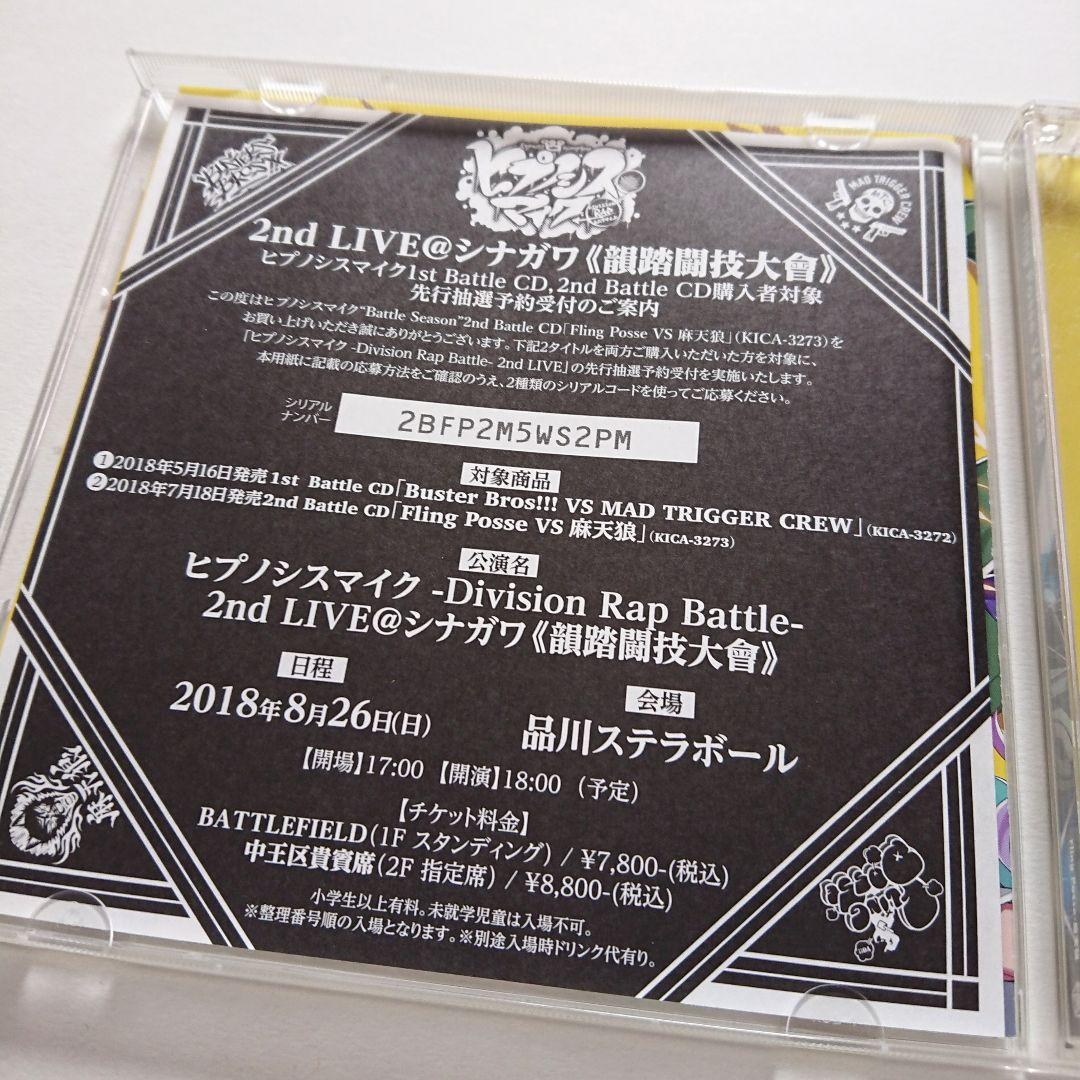 ヒプノシス
マイク
MAD TRIGGER CREW
2nd LIVE@シナガワ《韻踏闘技大會》
ヒプノシスマイク1st Battle CD, 2nd Battle CD購入者対象
先行抽選予約受付のご案内
この度はヒプノシスマイク“Battle Season”2nd Battle CD「Fling Posse VS 麻天狼」(KICA-3273)を
お買い上げいただき誠にありがとうございます。下記2タイトルを両方ご購入いただいた方を対象に、
「ヒプノシスマイク -Division Rap Battle- 2nd LIVE」の先行抽選予約受付を実施いたします。
本用紙に記載の応募方法をご確認のうえ、2種類のシリアルコードを使ってご応募ください。
シリアル
ナンバー
2BFP2M5WS2PM
対象商品
①2018年5月16日発売 1st Battle CD「Buster Bros!!! VS MAD TRIGGER CREW」(KICA-3272)
②2018年7月18日発売2nd Battle CD「Fling Posse VS 麻天狼」(KICA-3273)
公演名
ヒプノシスマイク -Division Rap Battle-
2nd LIVE@シナガワ《韻踏闘技大會》
日程
2018年8月26日(日)
会場
品川ステラボール
【開場】17:00 【開演】18:00 (予定)
【チケット料金】
BATTLEFIELD(1F スタンディング) / ¥7,800-(税込)
中王区貴賓席(2F 指定席) / ¥8,800-(税込)
小学生以上有料。未就学児童は入場不可。
※整理番号順の入場となります。※別途入場時ドリンク代有り。